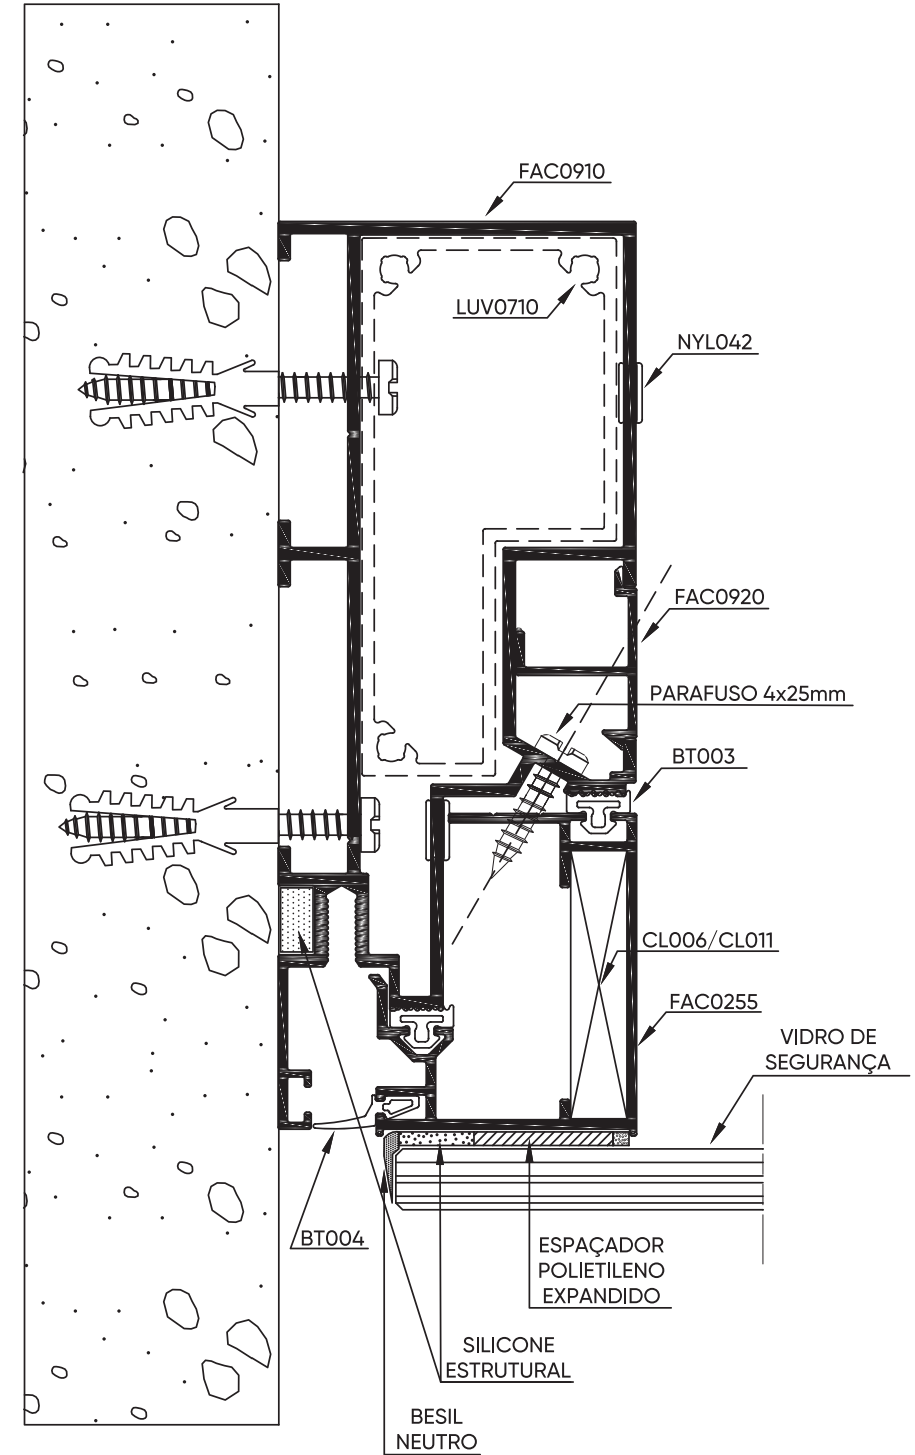 FAC0910
LUV0710
NYL042
FAC0920
PARAFUSO 4x25mm
BT003
CL006/CL011
FAC0255
VIDRO DE
SEGURANÇA
BT004
ESPAÇADOR
POLIETILENO
EXPANDIDO
SILICONE
ESTRUTURAL
BESIL
NEUTRO